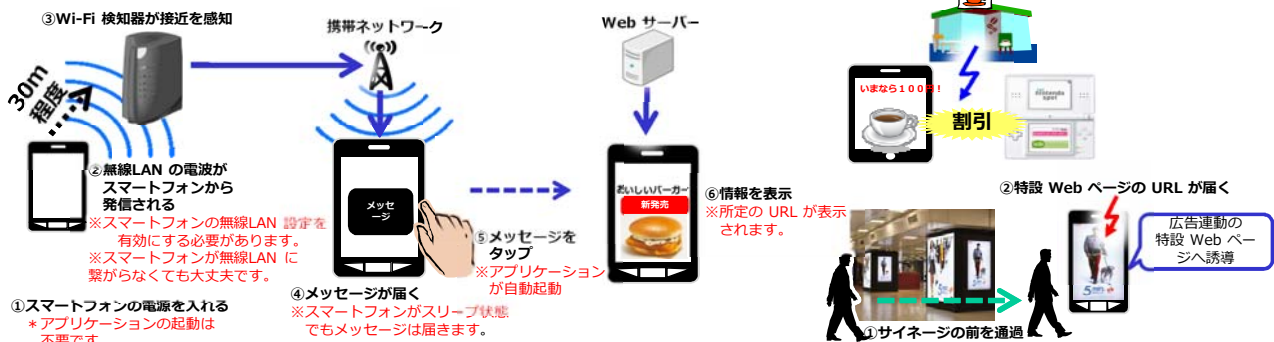 ③Wi-Fi 検知器が接近を感知
30m
程度
②無線LAN の電波が
スマートフォンから
発信される
※スマートフォンの無線LAN 設定を
有効にする必要があります。
※スマートフォンが無線LAN に
繋がらなくても大丈夫です。
①スマートフォンの電源を入れる
＊アプリケーションの起動は
不要です
携帯ネットワーク
メッセ
ージ
④メッセージが届く
※スマートフォンがスリープ状態
でもメッセージは届きます。
⑤メッセージを
タップ
※アプリケーション
が自動起動
Web サーバー
おいしいバーガー
新発売
⑥情報を表示
※所定の URL が表示
されます。
いまなら１００円！
割引
Nintendo
spot
①サイネージの前を通過
②特設 Web ページの URL が届く
広告連動の
特設 Web ペー
ジへ誘導